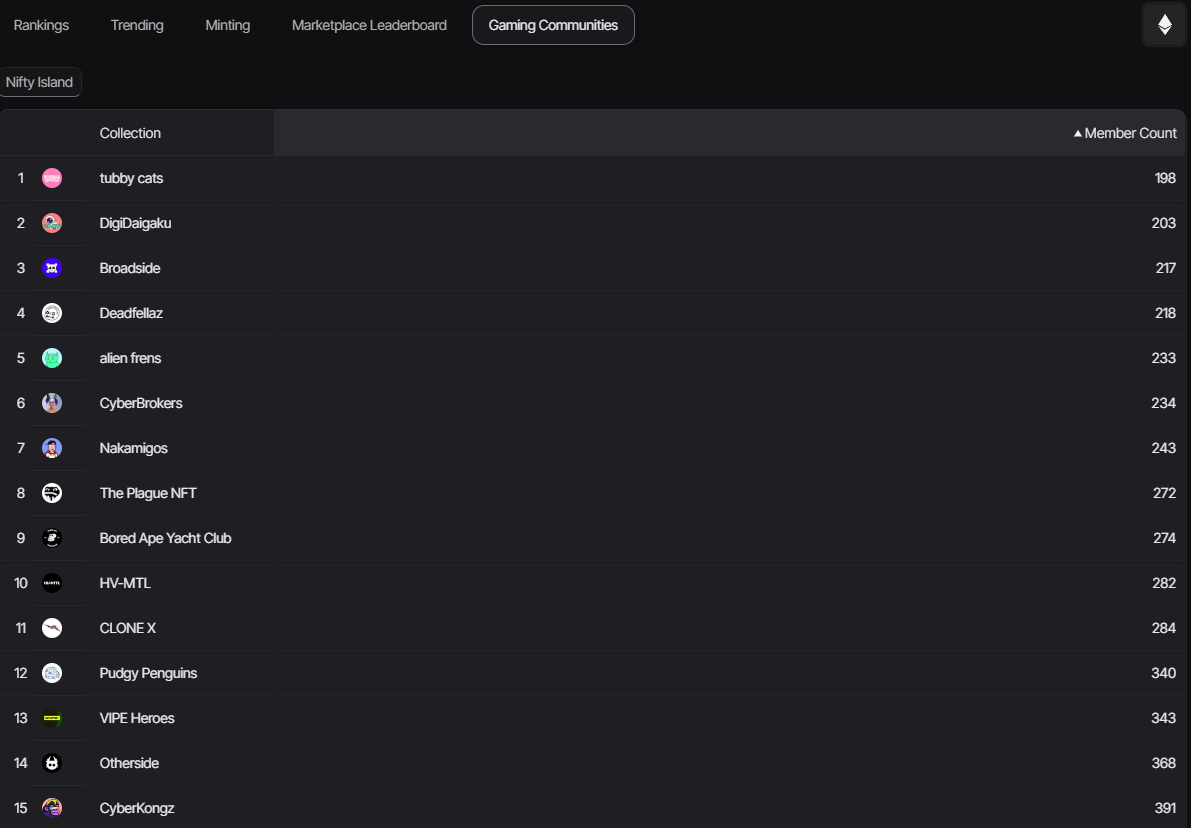 Rankings Trending Minting Marketplace Leaderboard Gaming Communities
Nifty Island
Collection ▲ Member Count
1 tubby cats 198
2 DigiDaigaku 203
3 Broadside 217
4 Deadfellaz 218
5 alien frens 233
6 CyberBrokers 234
7 Nakamigos 243
8 The Plague NFT 272
9 Bored Ape Yacht Club 274
10 HV-MTL 282
11 CLONE X 284
12 Pudgy Penguins 340
13 VIPE Heroes 343
14 Otherside 368
15 CyberKongz 391